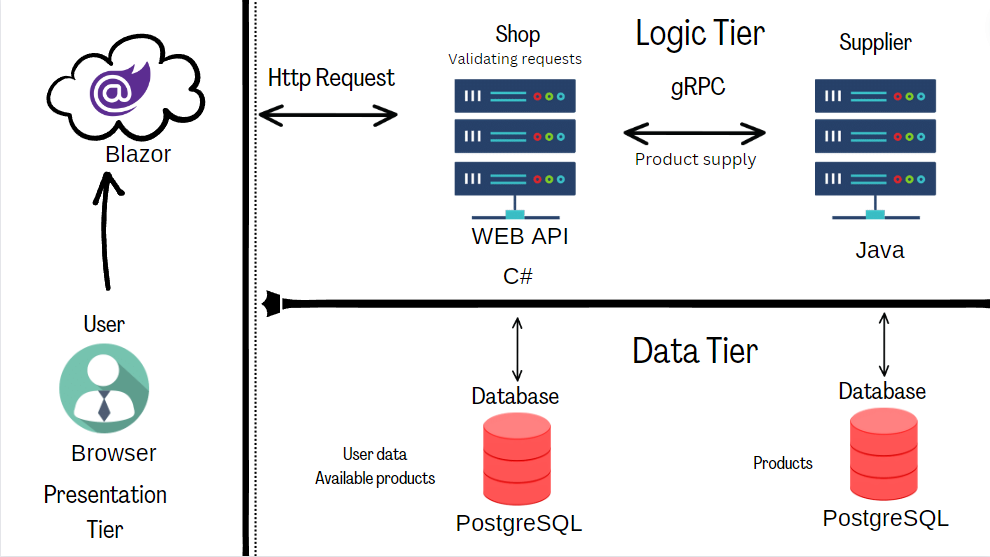 Blazor
User
Browser
Presentation
Tier
Http Request
Logic Tier
Shop
Validating requests
WEB API
C#
gRPC
Product supply
Supplier
Java
Data Tier
Database
User data
Available products
PostgreSQL
Database
Products
PostgreSQL